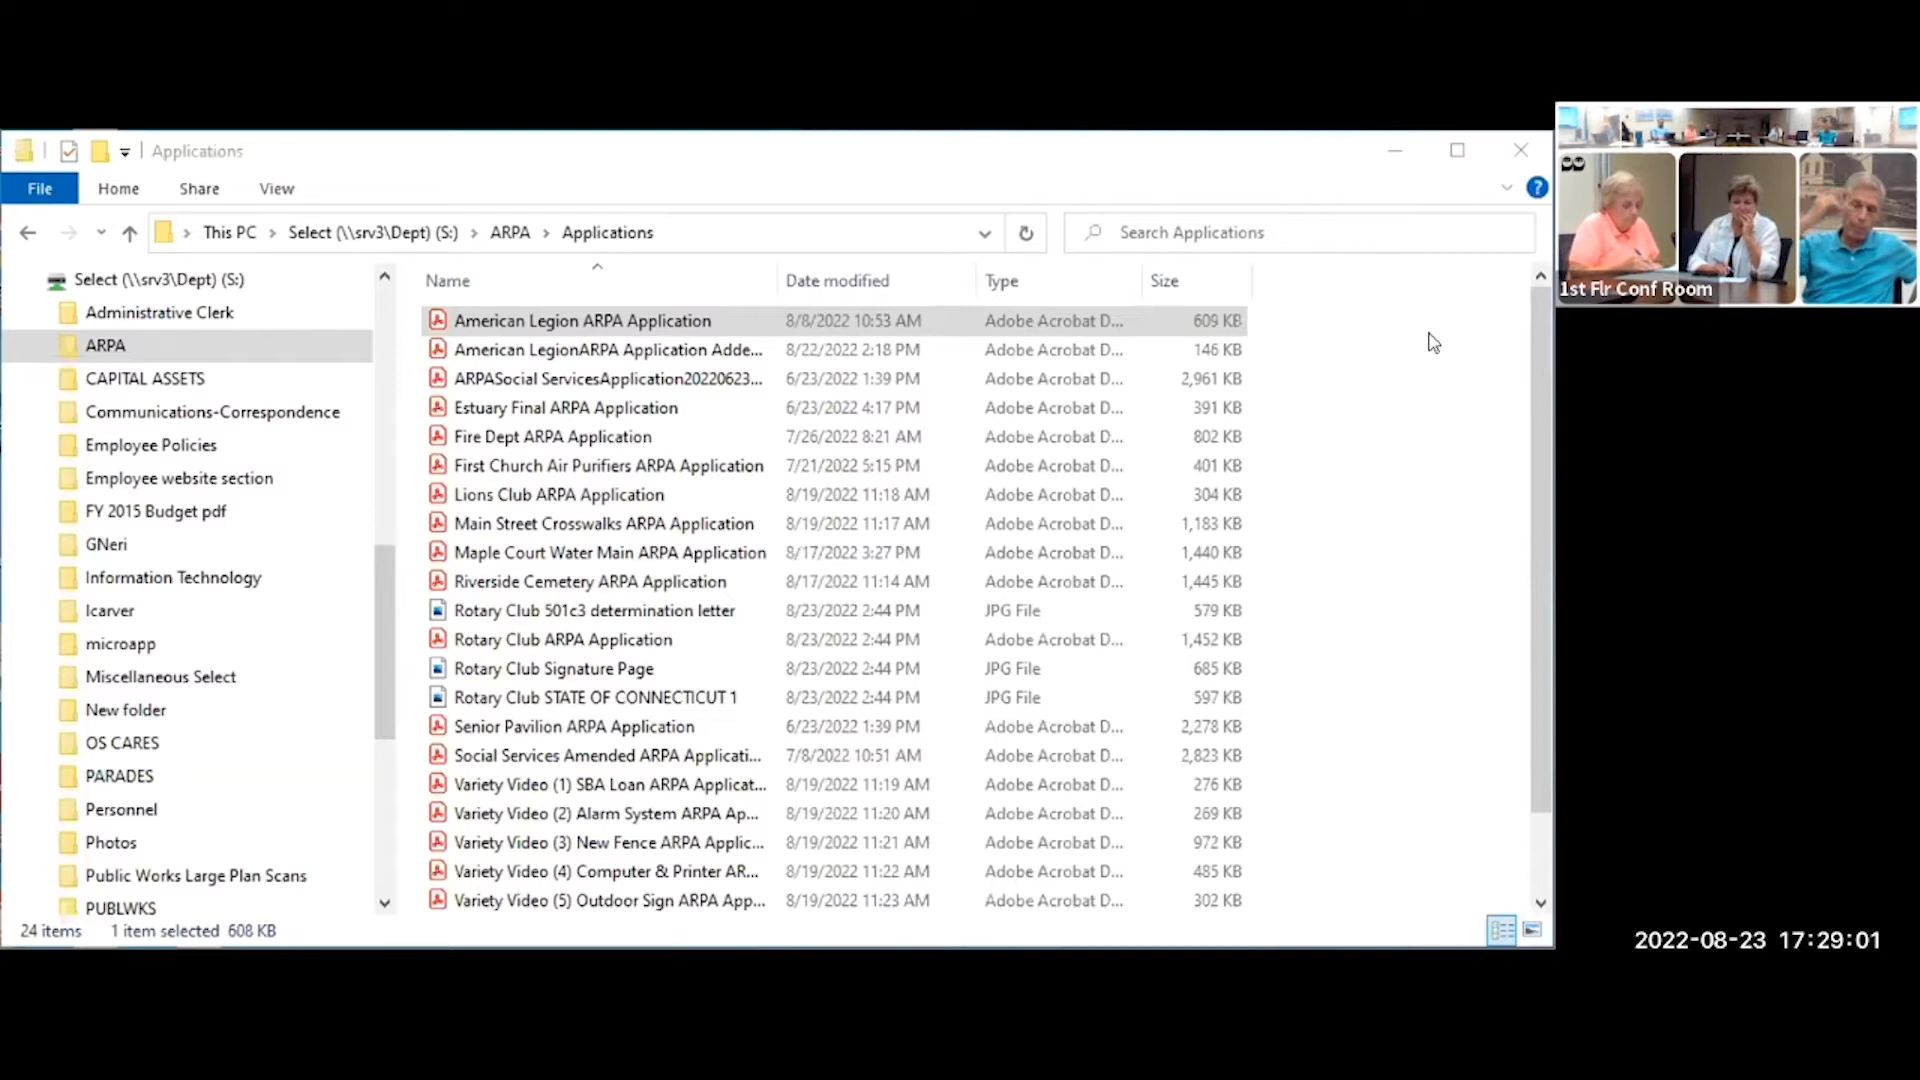 Applications
File Home Share View
This PC > Select (\\srv3\Dept) (S:) > ARPA > Applications
Search Applications
Select (\\srv3\Dept) (S:)
Administrative Clerk
ARPA
CAPITAL ASSETS
Communications-Correspondence
Employee Policies
Employee website section
FY 2015 Budget pdf
GNeri
Information Technology
lcarver
microapp
Miscellaneous Select
New folder
OS CARES
PARADES
Personnel
Photos
Public Works Large Plan Scans
PUBLWKS
Name Date modified Type Size
American Legion ARPA Application 8/8/2022 10:53 AM Adobe Acrobat D... 609 KB
American LegionARPA Application Adde... 8/22/2022 2:18 PM Adobe Acrobat D... 146 KB
ARPASocial ServicesApplication20220623... 6/23/2022 1:39 PM Adobe Acrobat D... 2,961 KB
Estuary Final ARPA Application 6/23/2022 4:17 PM Adobe Acrobat D... 391 KB
Fire Dept ARPA Application 7/26/2022 8:21 AM Adobe Acrobat D... 802 KB
First Church Air Purifiers ARPA Application 7/21/2022 5:15 PM Adobe Acrobat D... 401 KB
Lions Club ARPA Application 8/19/2022 11:18 AM Adobe Acrobat D... 304 KB
Main Street Crosswalks ARPA Application 8/19/2022 11:17 AM Adobe Acrobat D... 1,183 KB
Maple Court Water Main ARPA Application 8/17/2022 3:27 PM Adobe Acrobat D... 1,440 KB
Riverside Cemetery ARPA Application 8/17/2022 11:14 AM Adobe Acrobat D... 1,445 KB
Rotary Club 501c3 determination letter 8/23/2022 2:44 PM JPG File 579 KB
Rotary Club ARPA Application 8/23/2022 2:44 PM Adobe Acrobat D... 1,452 KB
Rotary Club Signature Page 8/23/2022 2:44 PM JPG File 685 KB
Rotary Club STATE OF CONNECTICUT 1 8/23/2022 2:44 PM JPG File 597 KB
Senior Pavilion ARPA Application 6/23/2022 1:39 PM Adobe Acrobat D... 2,278 KB
Social Services Amended ARPA Applicati... 7/8/2022 10:51 AM Adobe Acrobat D... 2,823 KB
Variety Video (1) SBA Loan ARPA Applicat... 8/19/2022 11:19 AM Adobe Acrobat D... 276 KB
Variety Video (2) Alarm System ARPA Ap... 8/19/2022 11:20 AM Adobe Acrobat D... 269 KB
Variety Video (3) New Fence ARPA Applic... 8/19/2022 11:21 AM Adobe Acrobat D... 972 KB
Variety Video (4) Computer & Printer AR... 8/19/2022 11:22 AM Adobe Acrobat D... 485 KB
Variety Video (5) Outdoor Sign ARPA App... 8/19/2022 11:23 AM Adobe Acrobat D... 302 KB
24 items 1 item selected 608 KB
1st Flr Conf Room
2022-08-23 17:29:01